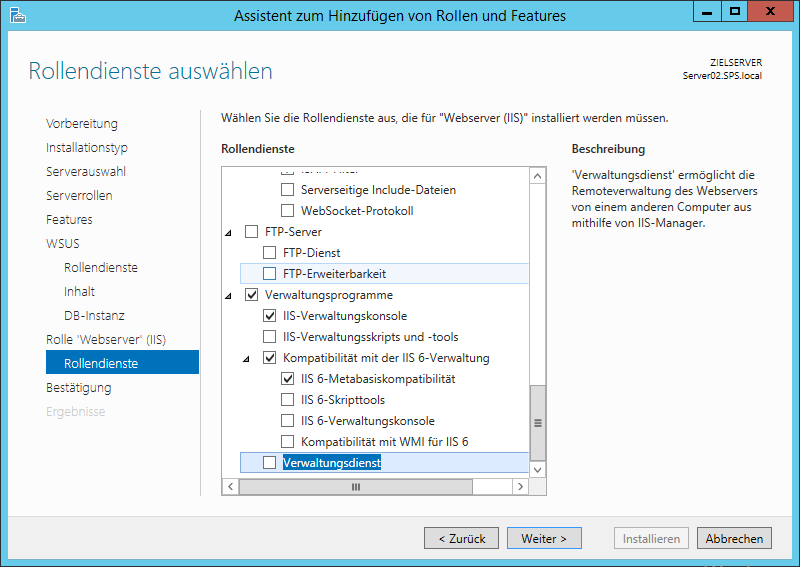 Assistent zum Hinzufügen von Rollen und Features
Rollendienste auswählen
ZIELSERVER
Server02.SPS.local
Vorbereitung
Installationstyp
Serverauswahl
Serverrollen
Features
WSUS
Rollendienste
Inhalt
DB-Instanz
Rolle 'Webserver' (IIS)
Rollendienste
Bestätigung
Ergebnisse
Wählen Sie die Rollendienste aus, die für "Webserver (IIS)" installiert werden müssen.
Rollendienste
Serverseitige Include-Dateien
WebSocket-Protokoll
FTP-Server
FTP-Dienst
FTP-Erweiterbarkeit
Verwaltungsprogramme
IIS-Verwaltungskonsole
IIS-Verwaltungsskripts und -tools
Kompatibilität mit der IIS 6-Verwaltung
IIS 6-Metabasiskompatibilität
IIS 6-Skripttools
IIS 6-Verwaltungskonsole
Kompatibilität mit WMI für IIS 6
Verwaltungsdienst
Beschreibung
'Verwaltungsdienst' ermöglicht die
Remoteverwaltung des Webservers
von einem anderen Computer aus
mithilfe von IIS-Manager.
< Zurück
Weiter >
Installieren
Abbrechen